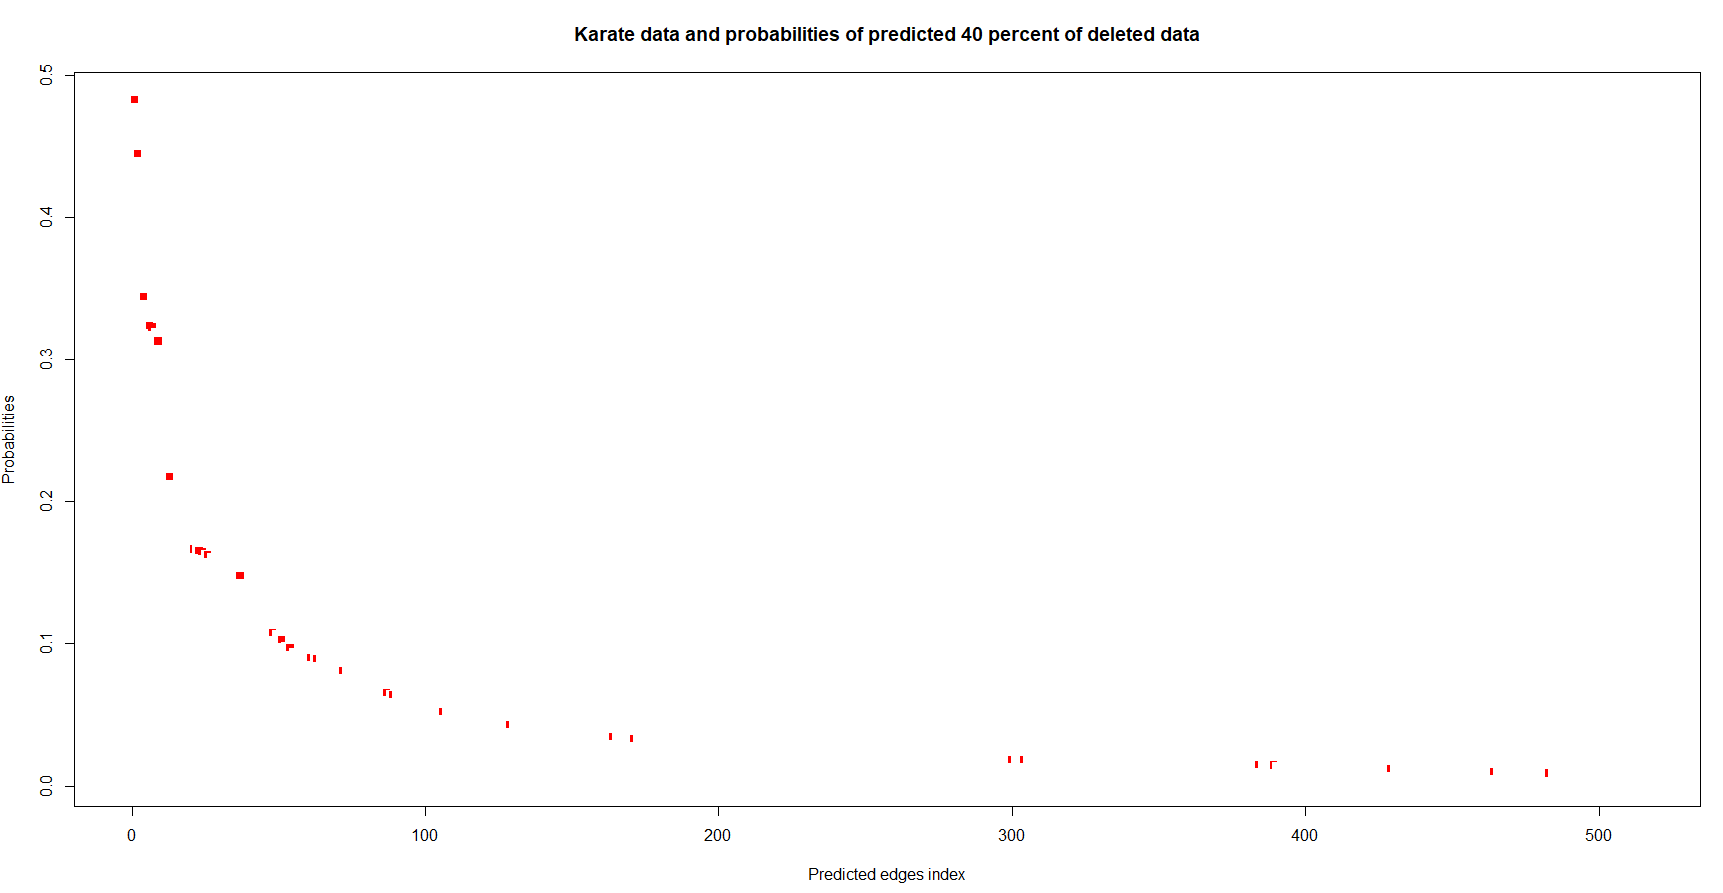 Karate data and probabilities of predicted 40 percent of deleted data
0.5
0.4
0.3
0.2
0.1
0.0
Probabilities
0 100 200 300 400 500
Predicted edges index